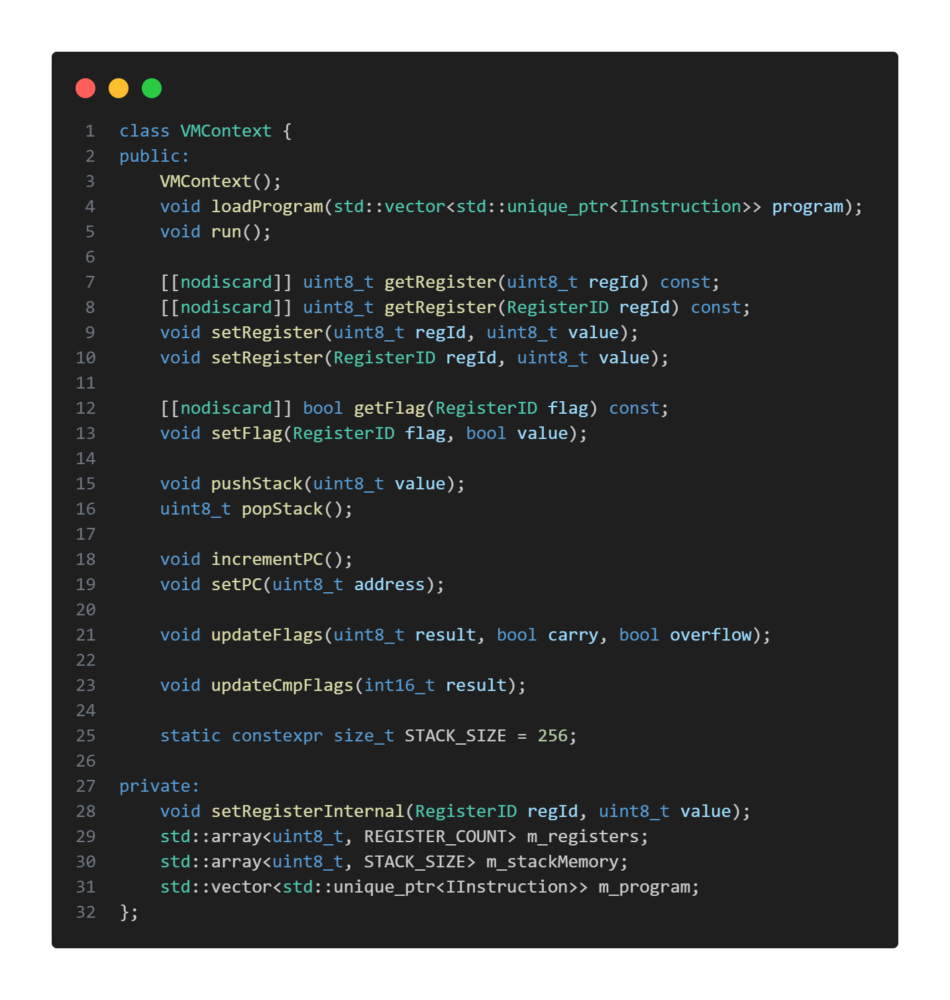 1 class VMContext {
2 public:
3     VMContext();
4     void loadProgram(std::vector<std::unique_ptr<IInstruction>> program);
5     void run();
6
7     [[nodiscard]] uint8_t getRegister(uint8_t regId) const;
8     [[nodiscard]] uint8_t getRegister(RegisterID regId) const;
9     void setRegister(uint8_t regId, uint8_t value);
10     void setRegister(RegisterID regId, uint8_t value);
11
12     [[nodiscard]] bool getFlag(RegisterID flag) const;
13     void setFlag(RegisterID flag, bool value);
14
15     void pushStack(uint8_t value);
16     uint8_t popStack();
17
18     void incrementPC();
19     void setPC(uint8_t address);
20
21     void updateFlags(uint8_t result, bool carry, bool overflow);
22
23     void updateCmpFlags(int16_t result);
24
25     static constexpr size_t STACK_SIZE = 256;
26
27 private:
28     void setRegisterInternal(RegisterID regId, uint8_t value);
29     std::array<uint8_t, REGISTER_COUNT> m_registers;
30     std::array<uint8_t, STACK_SIZE> m_stackMemory;
31     std::vector<std::unique_ptr<IInstruction>> m_program;
32 };